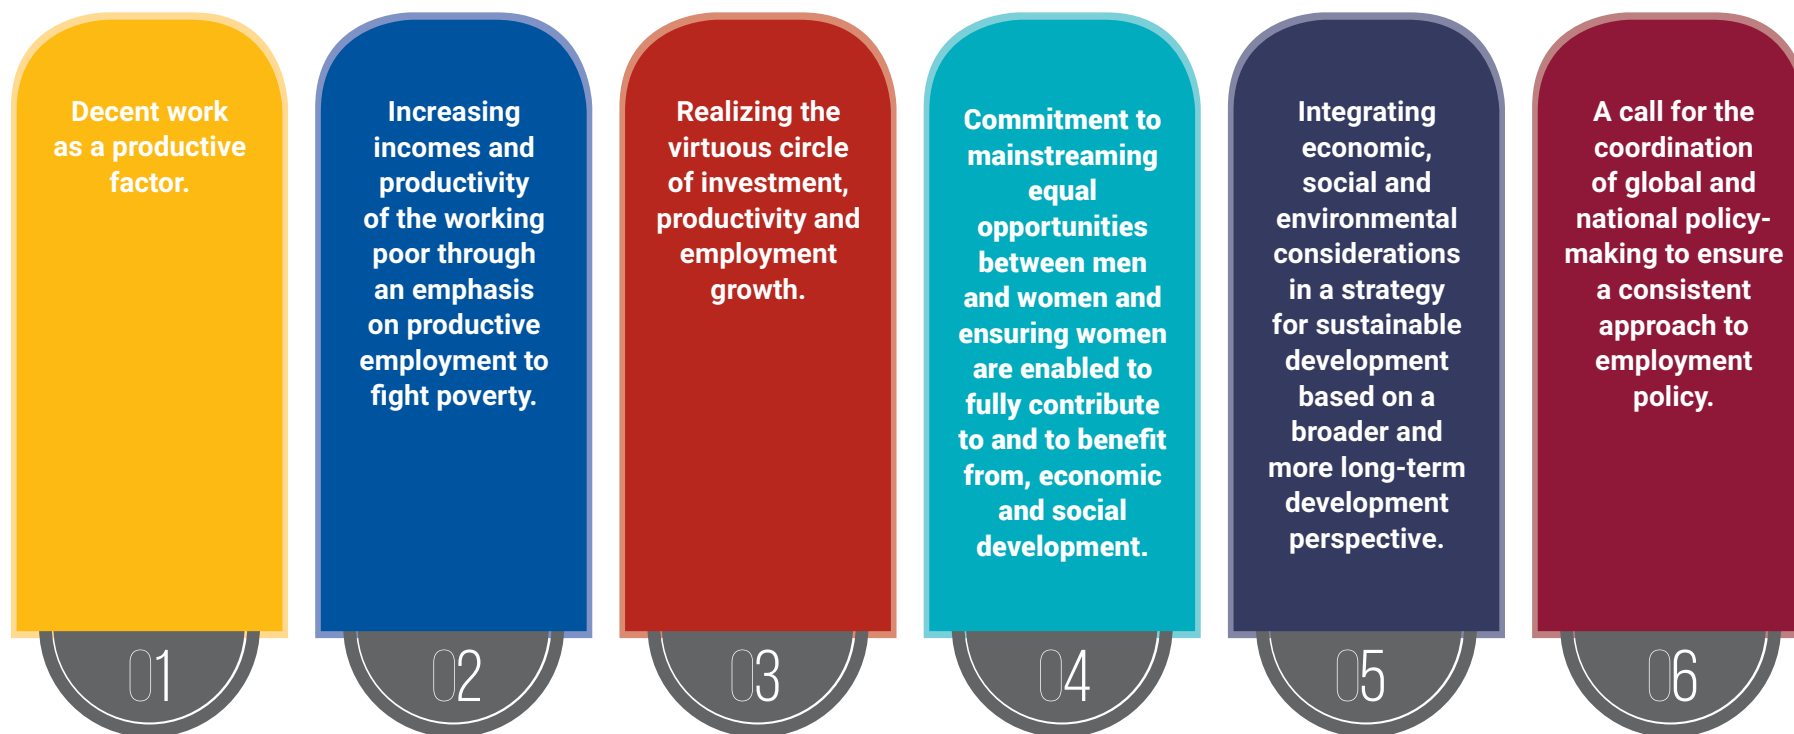 Decent work
as a productive
factor.
01
Increasing
incomes and
productivity
of the working
poor through
an emphasis
on productive
employment to
fight poverty.
02
Realizing the
virtuous circle
of investment,
productivity and
employment
growth.
03
Commitment to
mainstreaming
equal
opportunities
between men
and women and
ensuring women
are enabled to
fully contribute
to and to benefit
from, economic
and social
development.
04
Integrating
economic,
social and
environmental
considerations
in a strategy
for sustainable
development
based on a
broader and
more long-term
development
perspective.
05
A call for the
coordination
of global and
national policy-
making to ensure
a consistent
approach to
employment
policy.
06